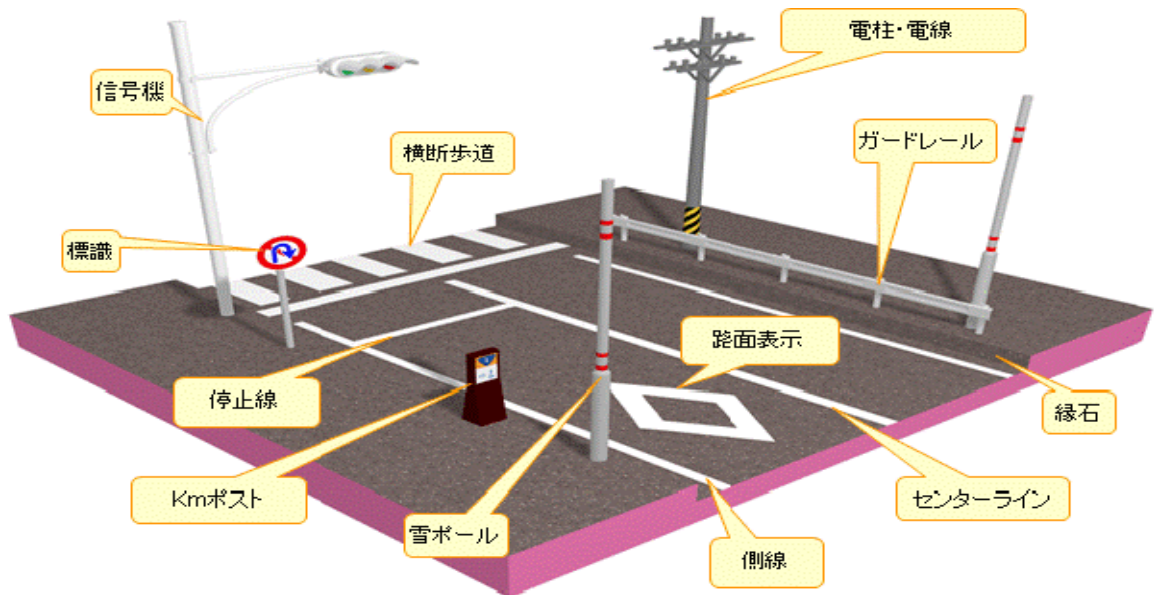 電柱・電線
信号機
ガードレール
横断歩道
標識
路面表示
停止線
縁石
Kmポスト
センターライン
雪ポール
側線